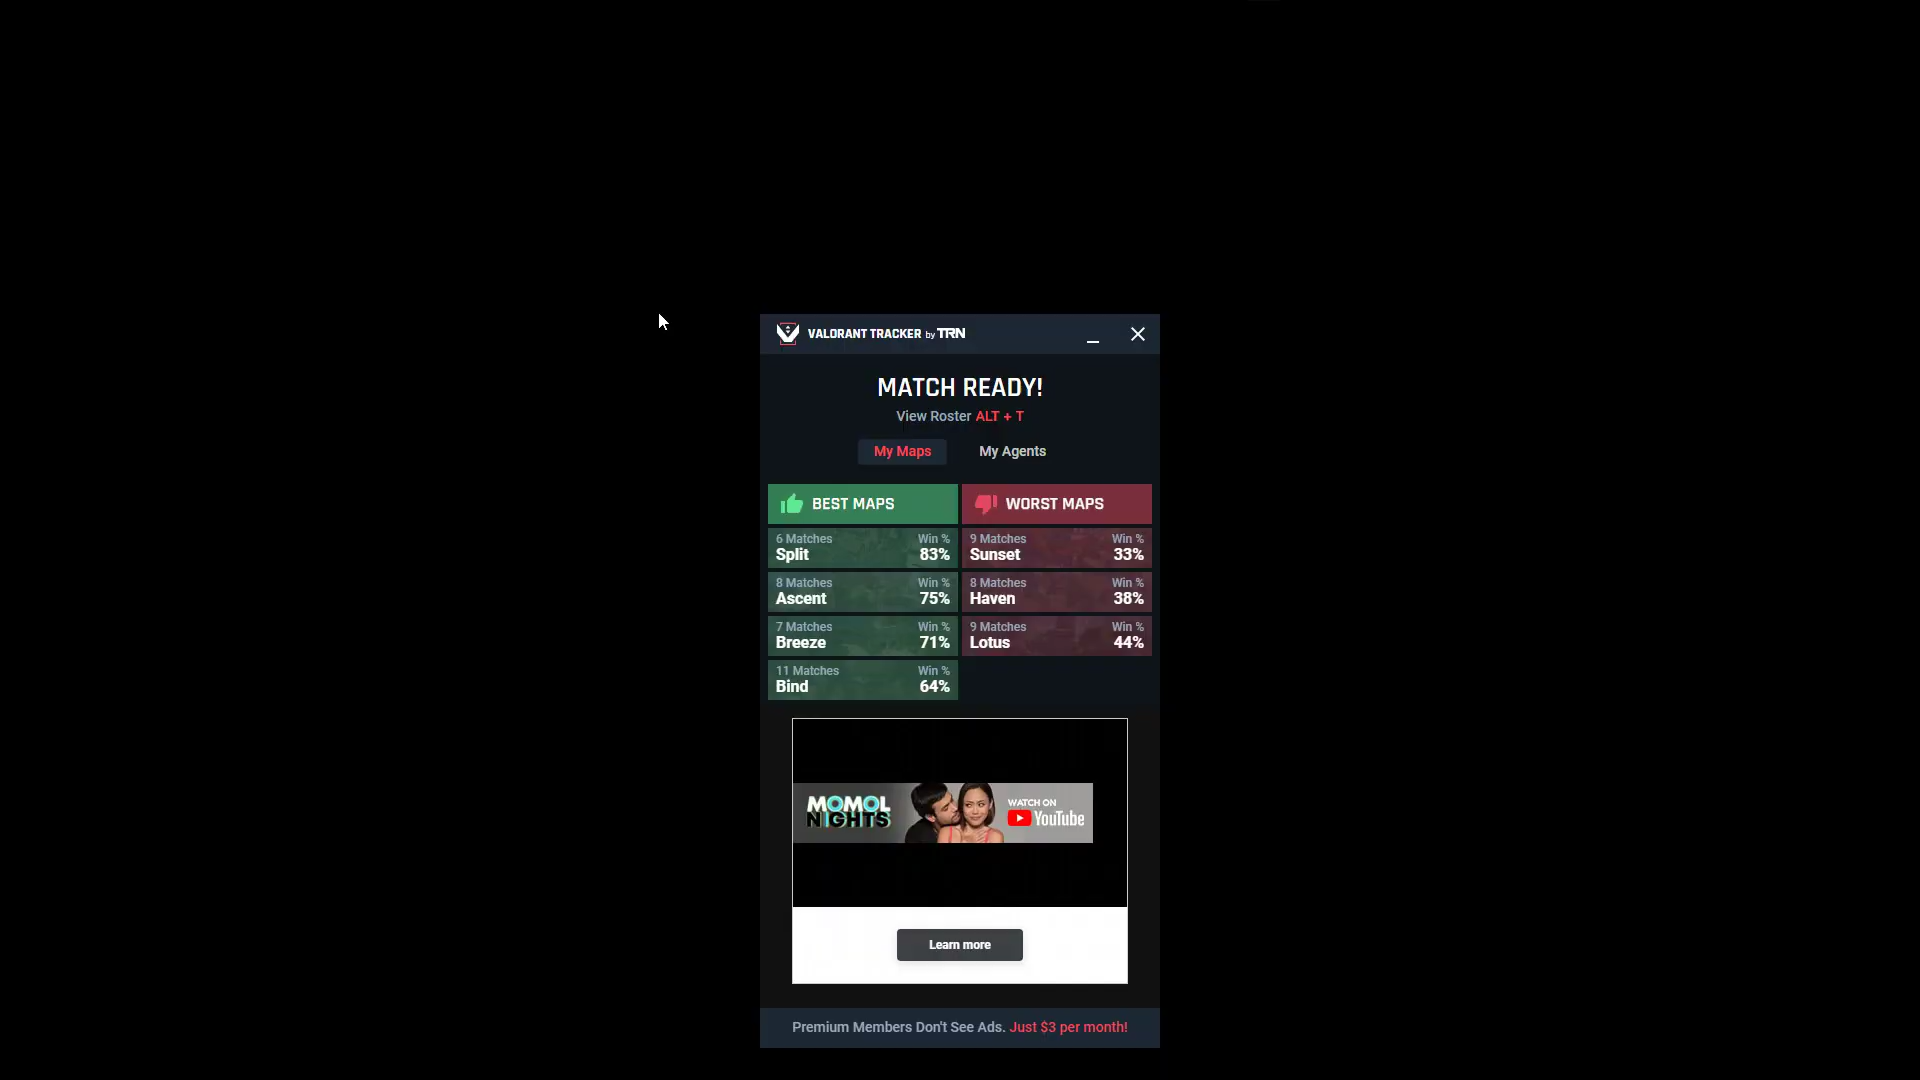 VALORANT TRACKER by TRN
MATCH READY!
View Roster ALT + T
My Maps My Agents
BEST MAPS
6 Matches Win %
Split 83%
8 Matches Win %
Ascent 75%
7 Matches Win %
Breeze 71%
11 Matches Win %
Bind 64%
WORST MAPS
9 Matches Win %
Sunset 33%
8 Matches Win %
Haven 38%
9 Matches Win %
Lotus 44%
MOMOL
NIGHTS
WATCH ON
YouTube
Learn more
Premium Members Don't See Ads. Just $3 per month!